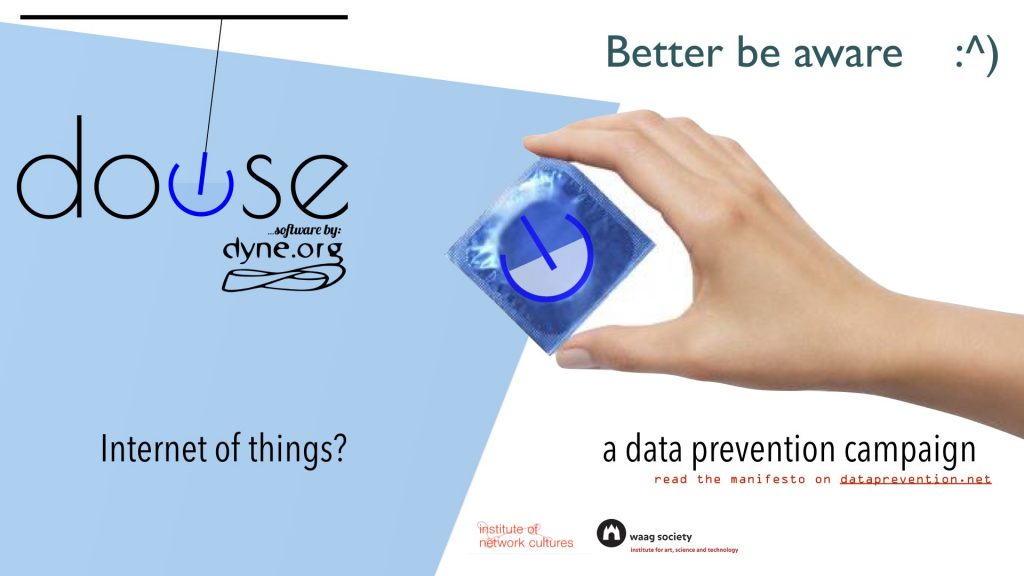 Better be aware :^)
dowse
...software by:
dyne.org
Internet of things?
a data prevention campaign
read the manifesto on dataprevention.net
institute of
network cultures
waag society
institute for art, science and technology